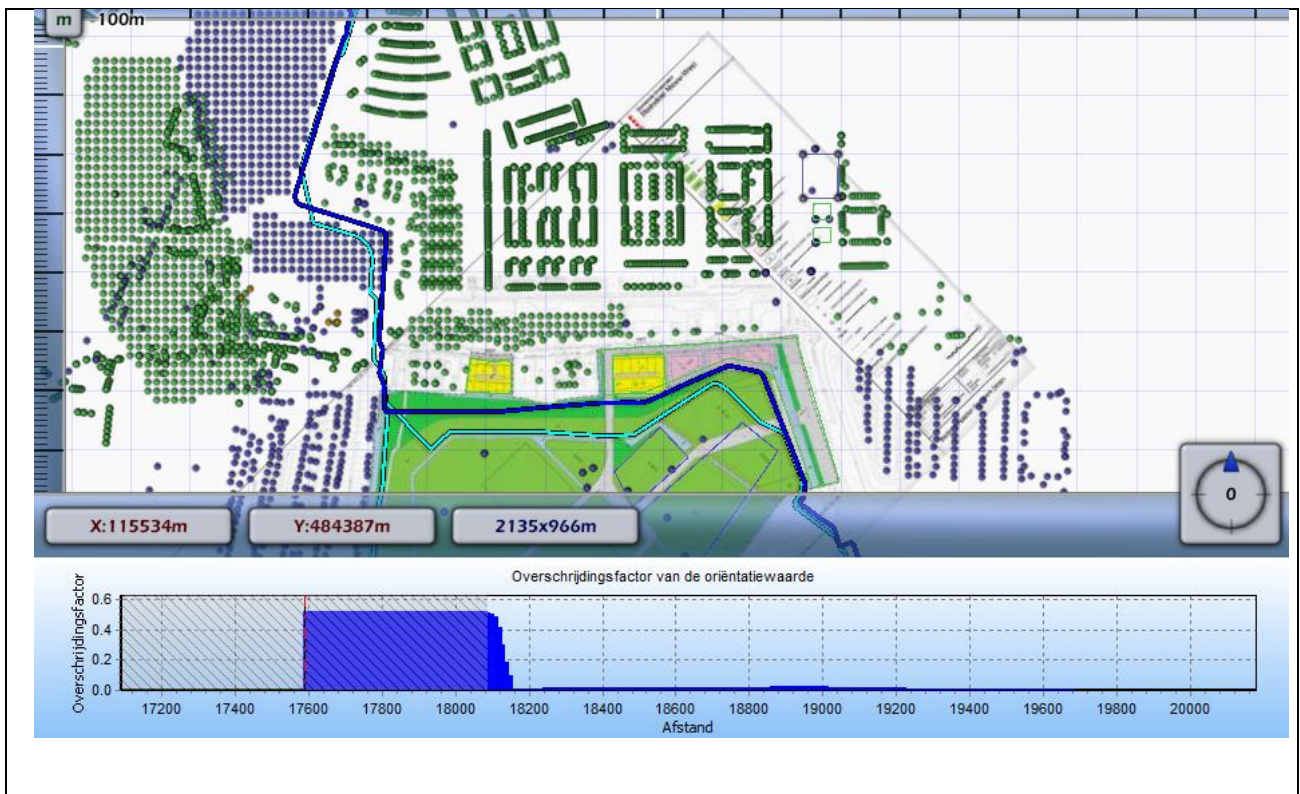 m
-100m
0
X:115534m
Y:484387m
2135x966m
Overschrijdingsfactor van de oriëntatiewaarde
Overschrijdingsfactor
0.6
0.4
0.2
0.0
17200 17400 17600 17800 18000 18200 18400 18600 18800 19000 19200 19400 19600 19800 20000
Afstand